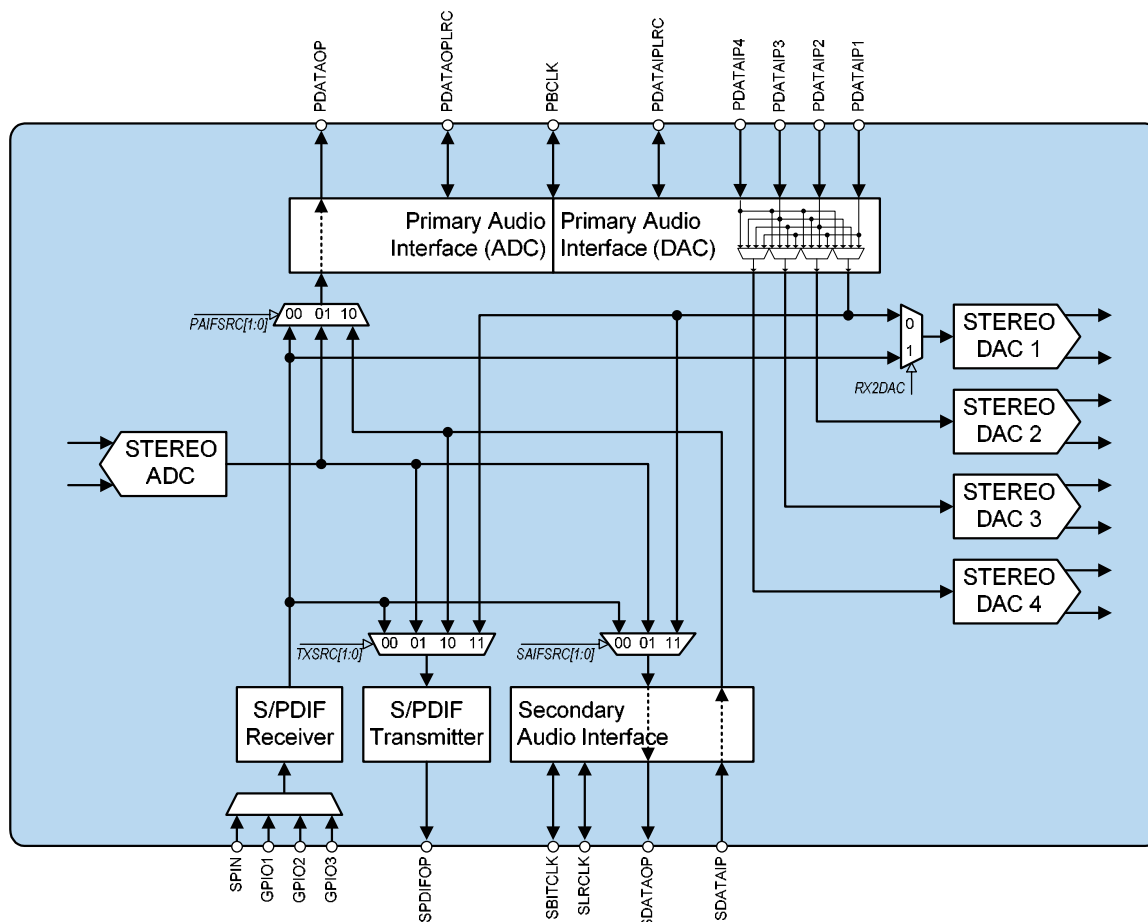 PDATAOP
PDATAOPLRC
PBCLK
PDATAIPLRC
PDATAIP4
PDATAIP3
PDATAIP2
PDATAIP1
Primary Audio
Interface (ADC)
Primary Audio
Interface (DAC)
PAIFSRC[1:0]
00 01 10
0
1
RX2DAC
STEREO
DAC 1
STEREO
DAC 2
STEREO
ADC
STEREO
DAC 3
STEREO
DAC 4
TXSRC[1:0]
00 01 10 11
SAIFSRC[1:0]
00 01 11
S/PDIF
Receiver
S/PDIF
Transmitter
Secondary
Audio Interface
SPIN
GPIO1
GPIO2
GPIO3
SPDIFOP
SBITCLK
SLRCLK
SDATAOP
SDATAIP